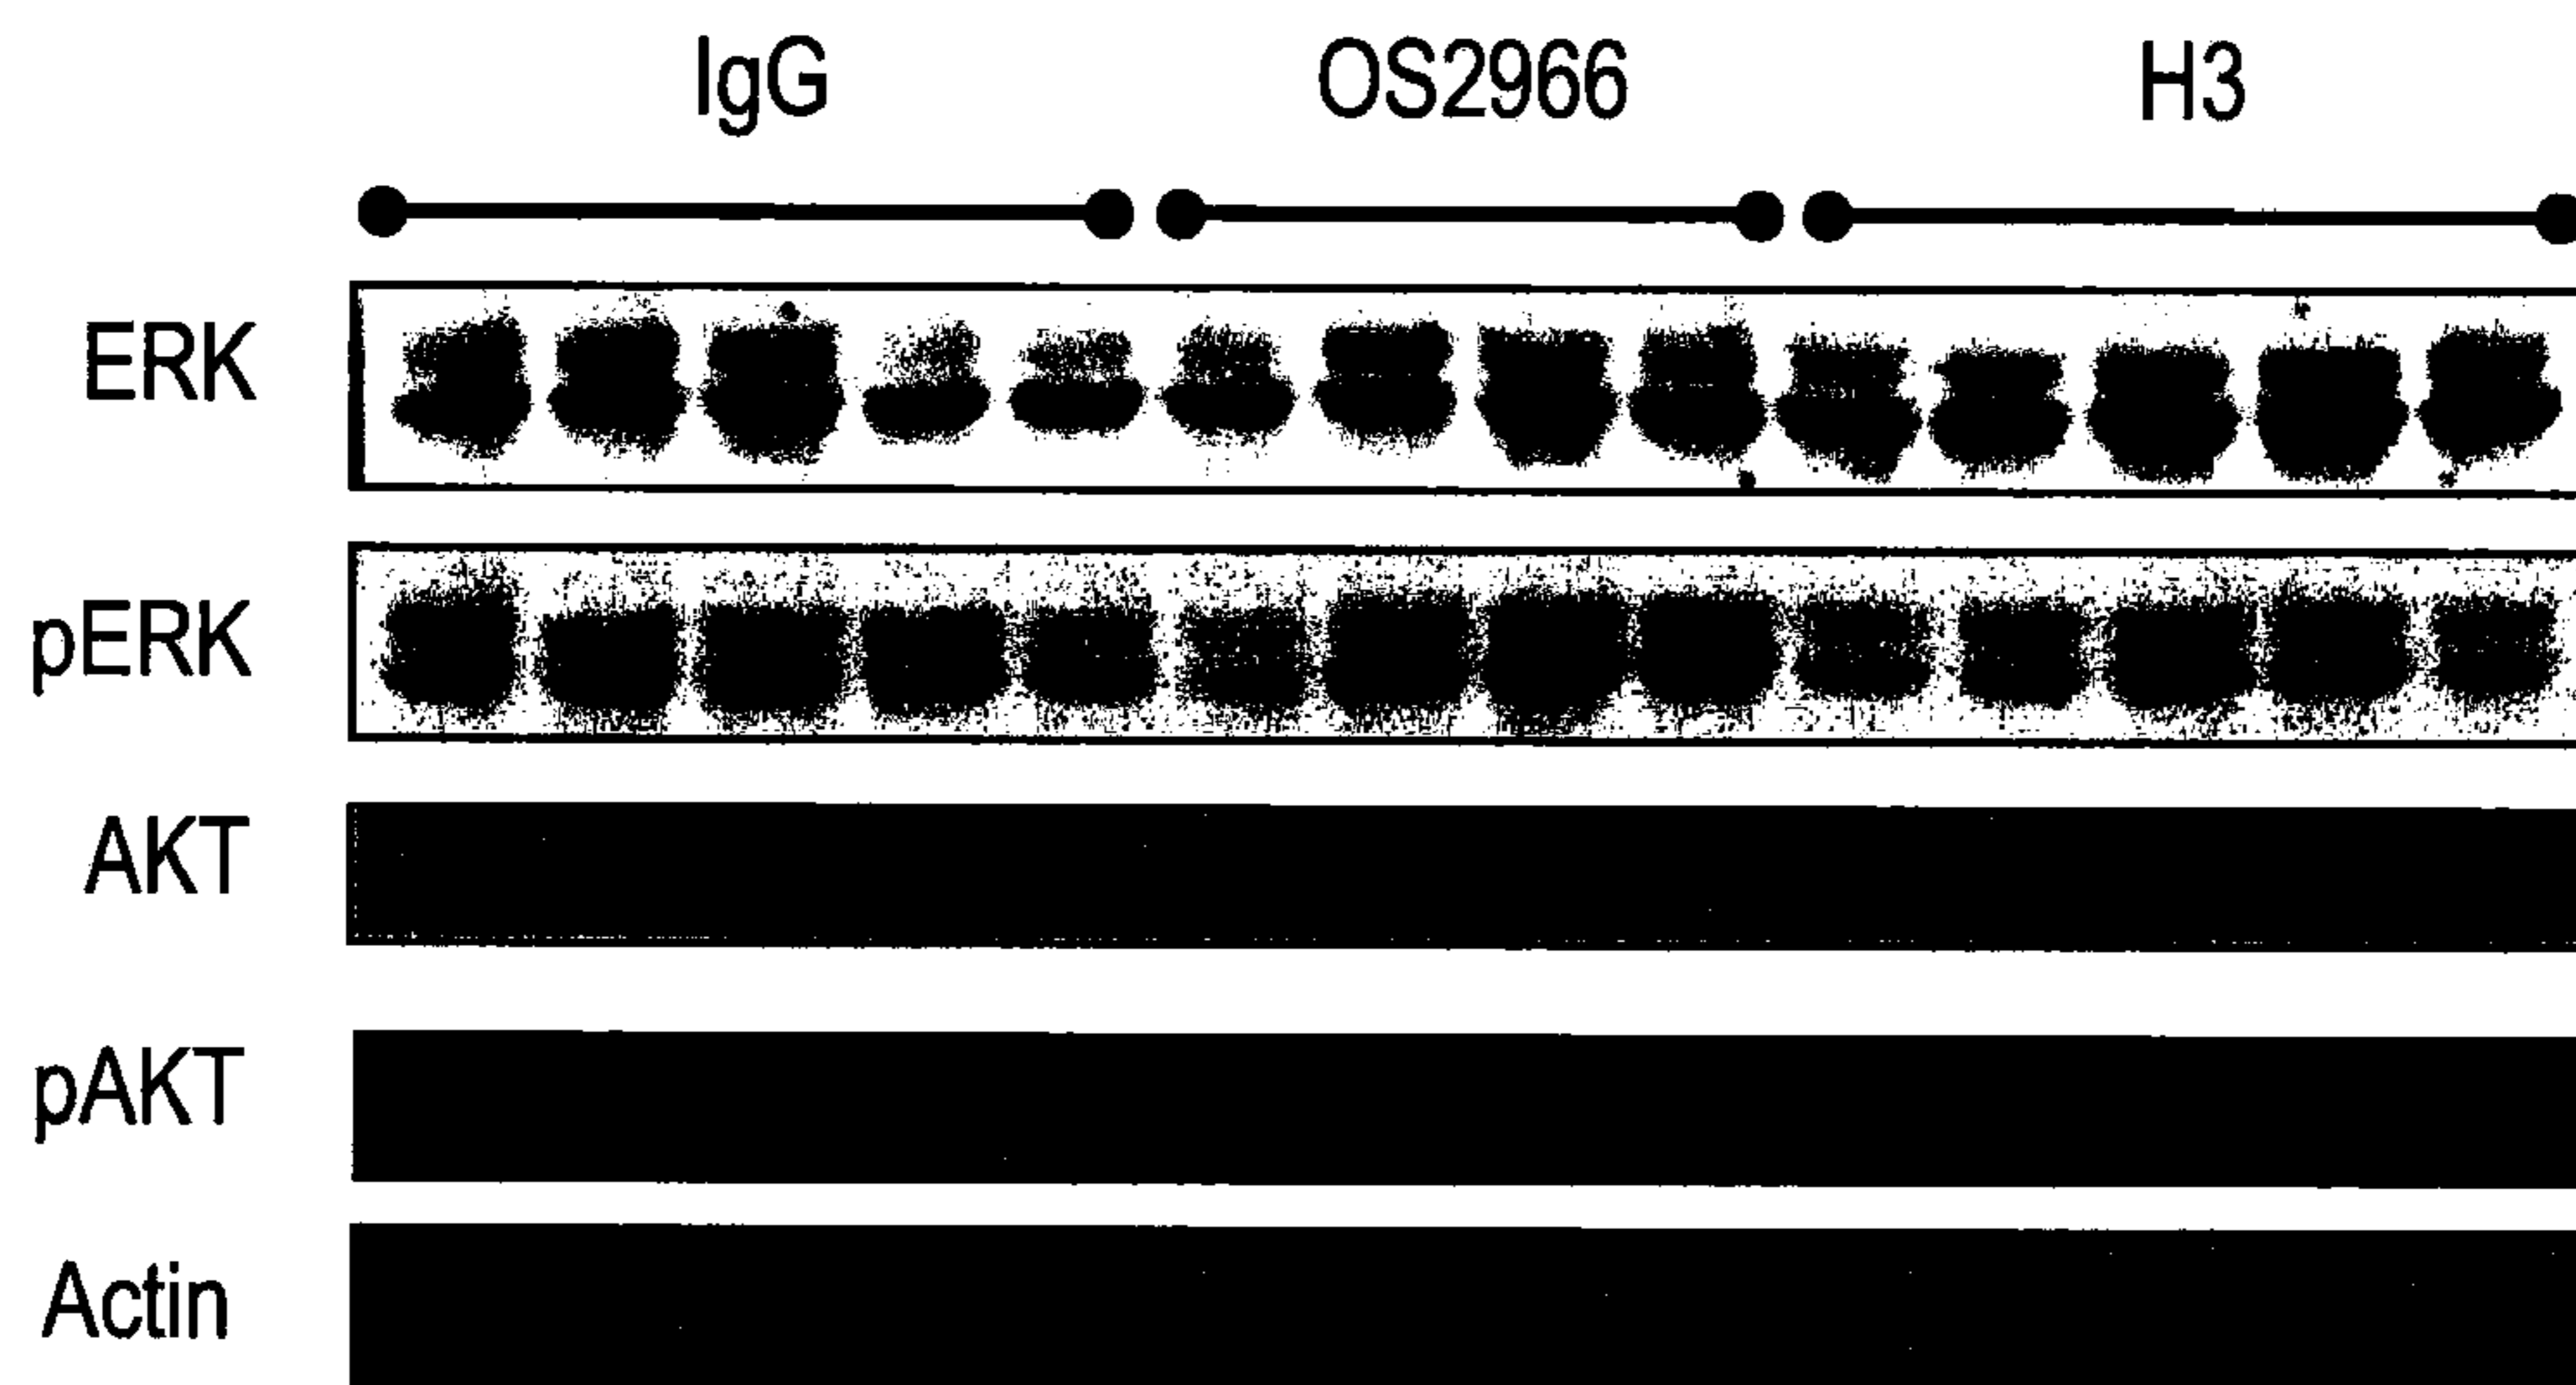 IgG OS2966 H3
ERK
pERK
AKT
pAKT
Actin